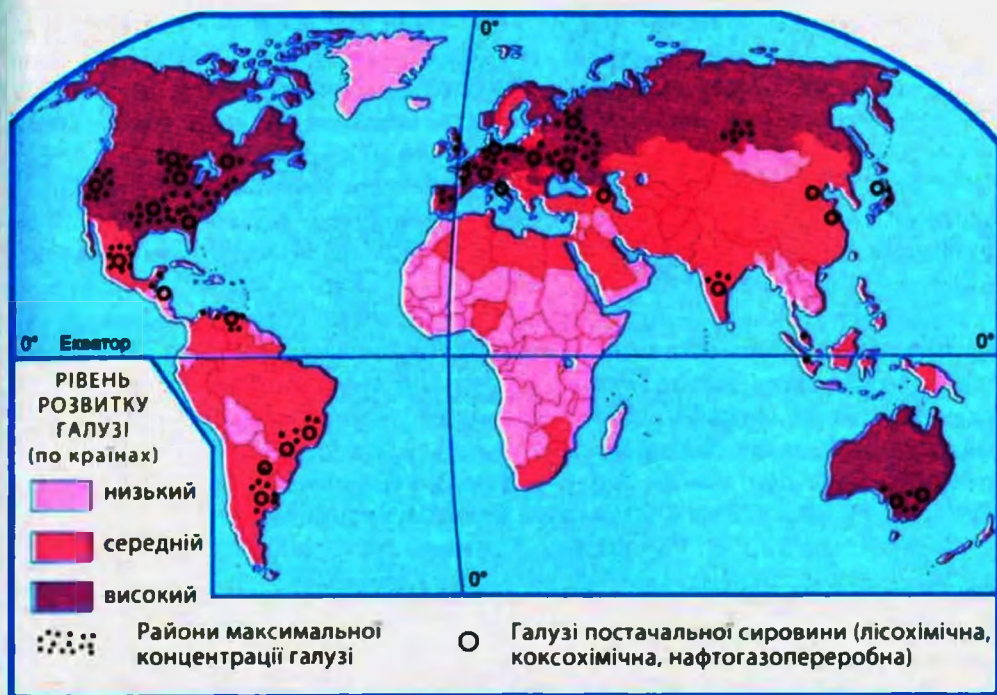 0°
0° Екватор
0°
0°
РІВЕНЬ
РОЗВИТКУ
ГАЛУЗІ
(по країнах)
низький
середній
високий
Райони максимальної
концентрації галузі
Галузі постачальної сировини (лісохімічна,
коксохімічна, нафтогазопереробна)